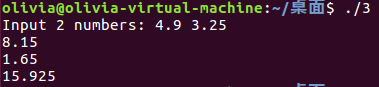 olivia@olivia-virtual-machine:~/桌面$ ./3
Input 2 numbers: 4.9 3.25
8.15
1.65
15.925